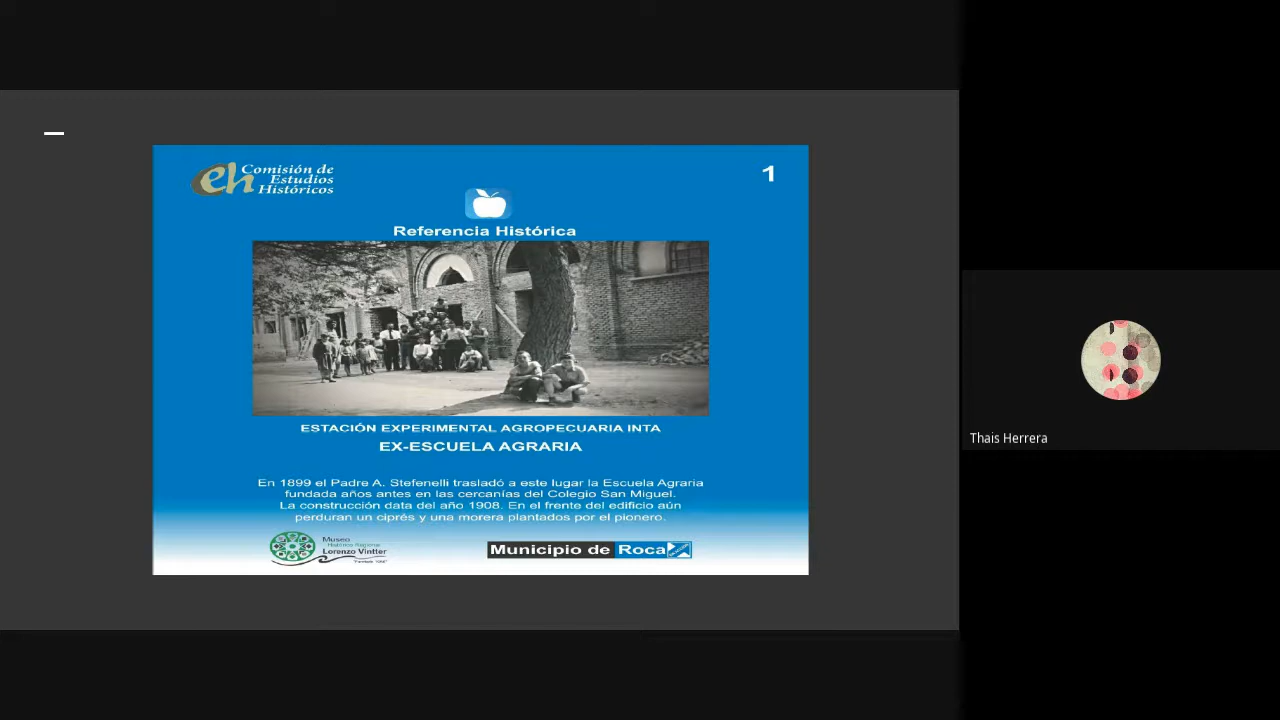 eh Comisión de
Estudios
Históricos
1
Referencia Histórica
ESTACIÓN EXPERIMENTAL AGROPECUARIA INTA
EX-ESCUELA AGRARIA
En 1899 el Padre A. Stefenelli trasladó a este lugar la Escuela Agraria
fundada años antes en las cercanías del Colegio San Miguel.
La construcción data del año 1908. En el frente del edificio aún
perduran un ciprés y una morera plantados por el pionero.
Museo
Histórico Regional
Lorenzo Vintter
Municipio de Roca
Thais Herrera